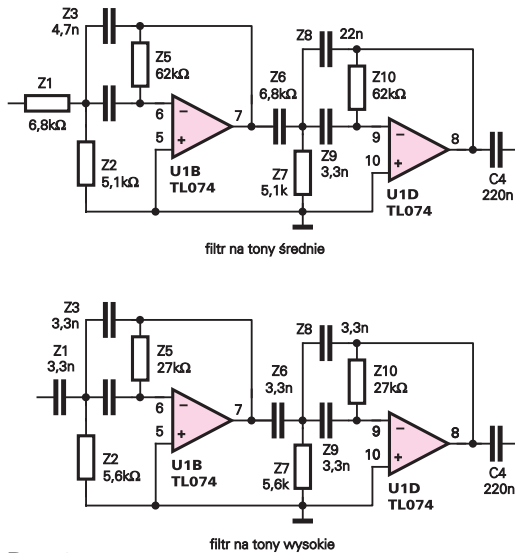 Z3
4,7n
Z1
6,8kΩ
Z2
5,1kΩ
Z5
62kΩ
6
5
7
U1B
TL074
Z6
6,8kΩ
Z8
22n
Z7
5,1k
Z9
3,3n
Z10
62kΩ
9
10
8
U1D
TL074
C4
220n
filtr na tony średnie
Z3
3,3n
Z1
3,3n
Z2
5,6kΩ
Z5
27kΩ
6
5
7
U1B
TL074
Z6
3,3n
Z8
3,3n
Z7
5,6k
Z9
3,3n
Z10
27kΩ
9
10
8
U1D
TL074
C4
220n
filtr na tony wysokie